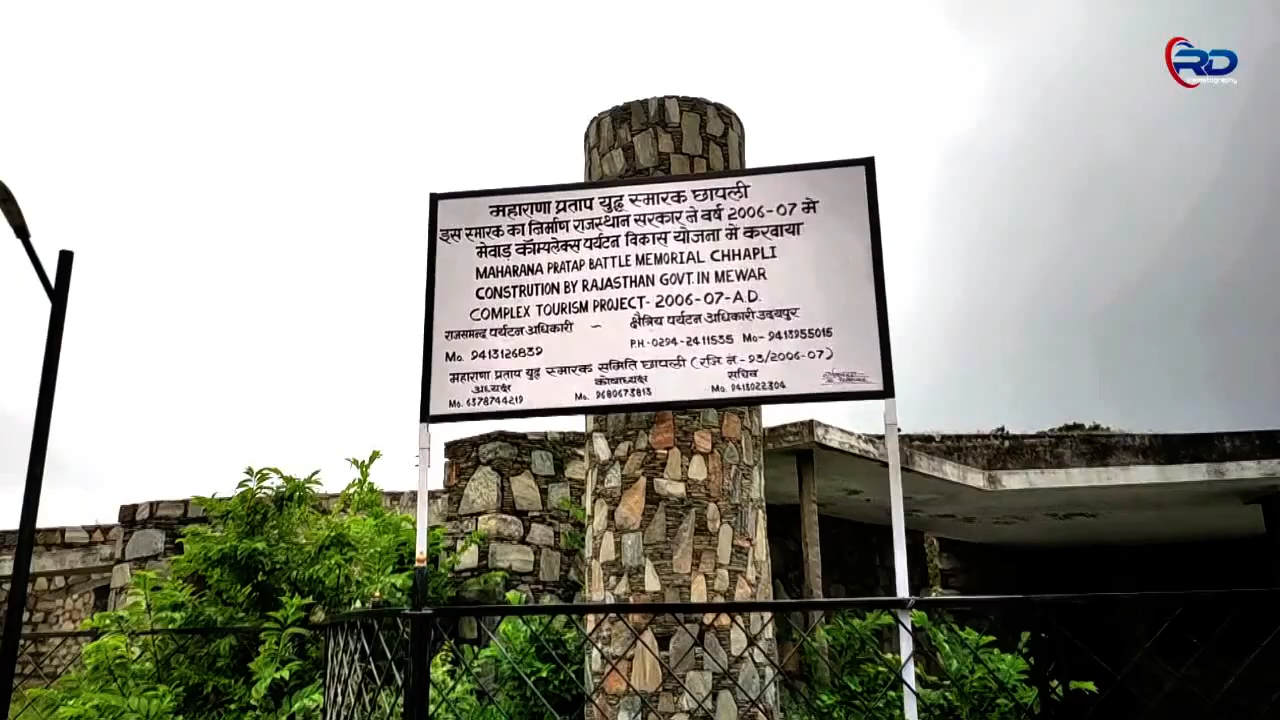 RD
महाराणा प्रताप युद्ध स्मारक छापली
इस स्मारक का निर्माण राजस्थान सरकार ने वर्ष 2006-07 मे
मेवाड़ कॉम्पलेक्स पर्यटन विकास योजना में करवाया
MAHARANA PRATAP BATTLE MEMORIAL CHHAPLI
CONSTRUTION BY RAJASTHAN GOVT. IN MEWAR
COMPLEX TOURISM PROJECT- 2006-07-A.D.
राजसमन्द पर्यटन अधिकारी – क्षैत्रिय पर्यटन अधिकारी उदयपुर
Mo. 9413126839 P.H-0294-2411535 Mo- 9413955015
महाराणा प्रताप युद्ध स्मारक समिति छापली (रजि नं-93/2006-07)
अध्यक्ष कोषाध्यक्ष सचिव
Mo. 6378744219 Mo. 9680673813 Mo. 9413022304